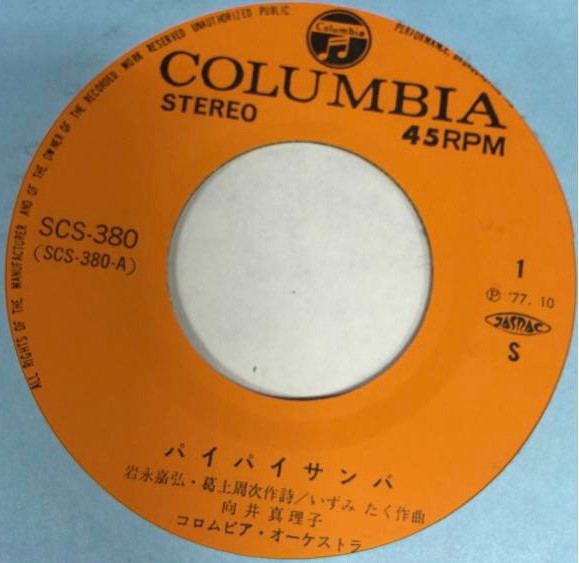 ALL RIGHTS OF THE MANUFACTURER AND OF THE OWNER OF THE RECORDED WORK RESERVED UNAUTHORIZED PUBLIC
PERFORMANCE
Columbia
COLUMBIA
STEREO
45RPM
SCS-380
(SCS-380-A)
1
Ⓟ '77. 10
JASRAC
S
パイパイサンバ
岩永嘉弘・葛上周次作詩/いずみ たく作曲
向井真理子
コロムビア・オーケストラ